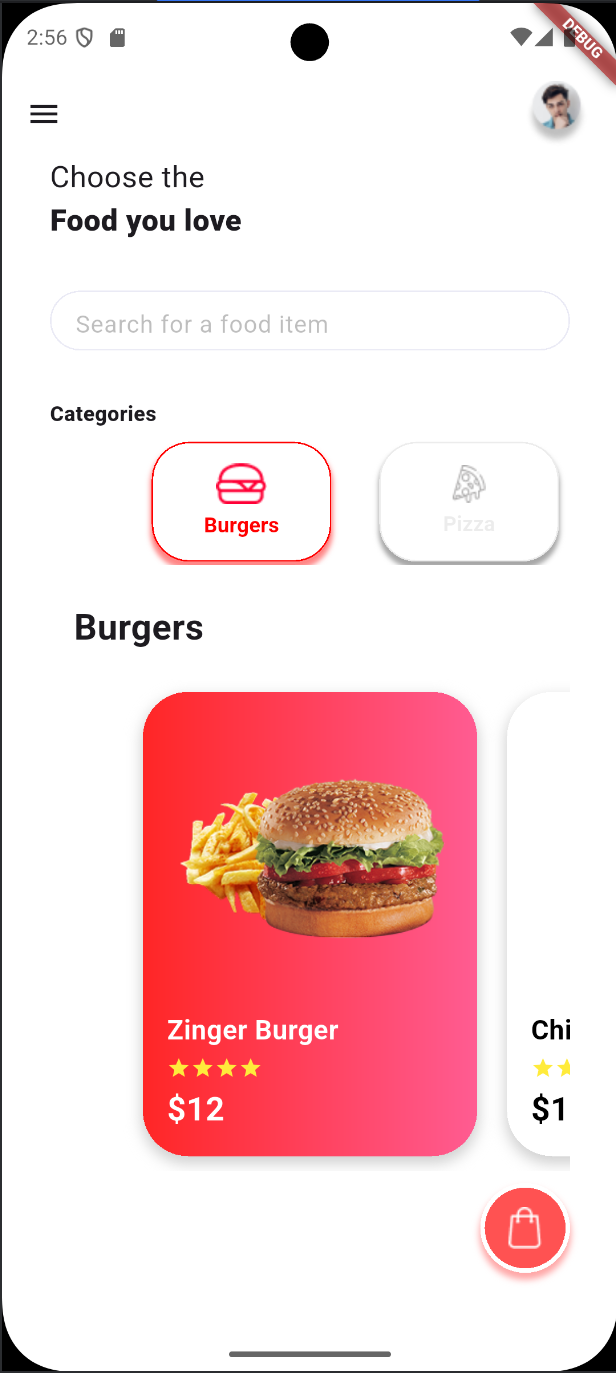 2:56
DEBUG
Choose the
Food you love
Search for a food item
Categories
Burgers
Pizza
Burgers
Zinger Burger
$12
Chi
$1